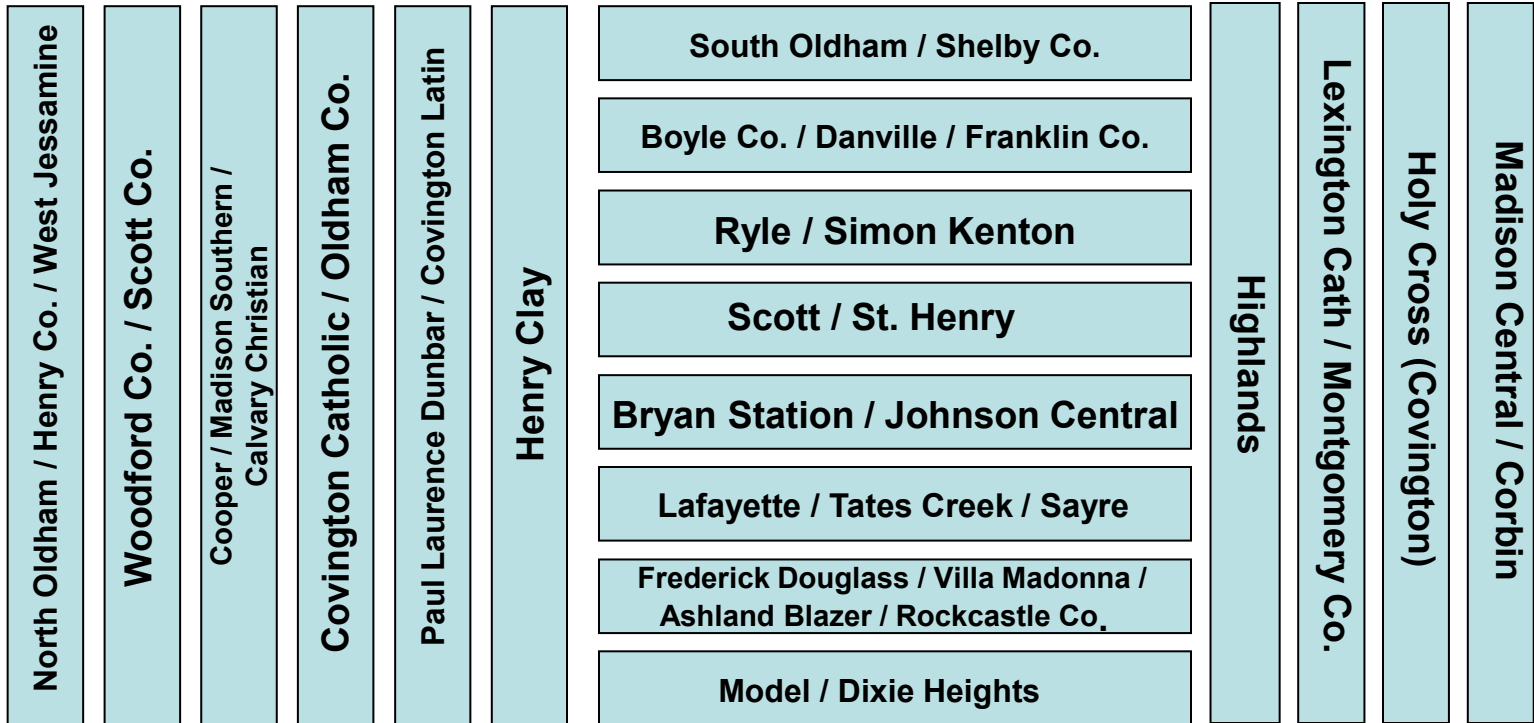 North Oldham / Henry Co. / West Jessamine
Woodford Co. / Scott Co.
Cooper / Madison Southern /
Calvary Christian
Covington Catholic / Oldham Co.
Paul Laurence Dunbar / Covington Latin
Henry Clay
South Oldham / Shelby Co.
Boyle Co. / Danville / Franklin Co.
Ryle / Simon Kenton
Scott / St. Henry
Bryan Station / Johnson Central
Lafayette / Tates Creek / Sayre
Frederick Douglass / Villa Madonna /
Ashland Blazer / Rockcastle Co.
Model / Dixie Heights
Highlands
Lexington Cath / Montgomery Co.
Holy Cross (Covington)
Madison Central / Corbin